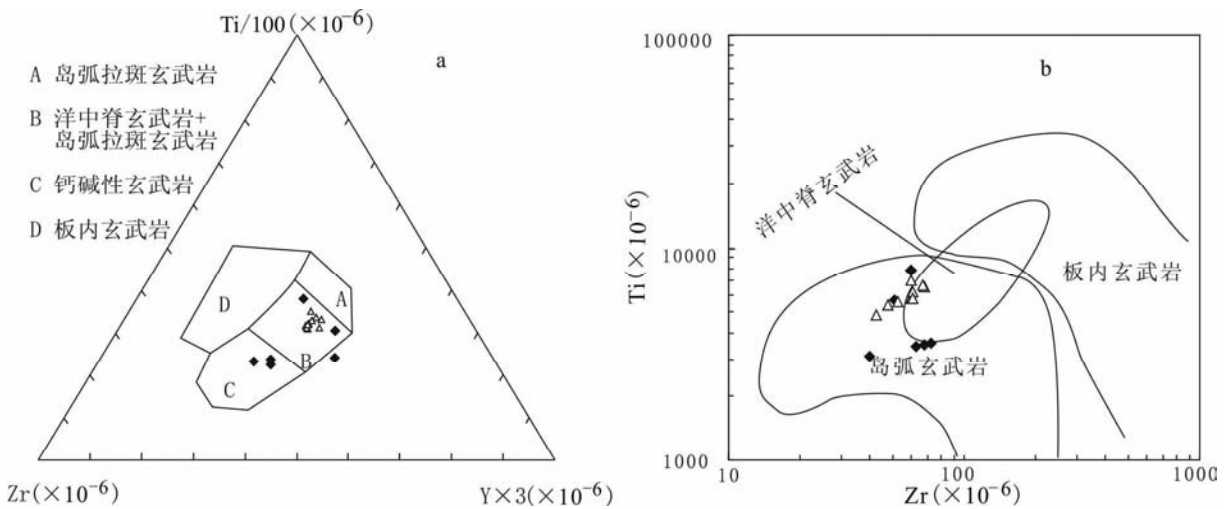 Ti/100(×10⁻⁶)
a
A 岛弧拉斑玄武岩
B 洋中脊玄武岩+
岛弧拉斑玄武岩
C 钙碱性玄武岩
D 板内玄武岩
D
A
B
C
Zr(×10⁻⁶)
Y×3(×10⁻⁶)
b
100000
10000
1000
Ti(×10⁻⁶)
洋中脊玄武岩
板内玄武岩
岛弧玄武岩
10
100
1000
Zr(×10⁻⁶)